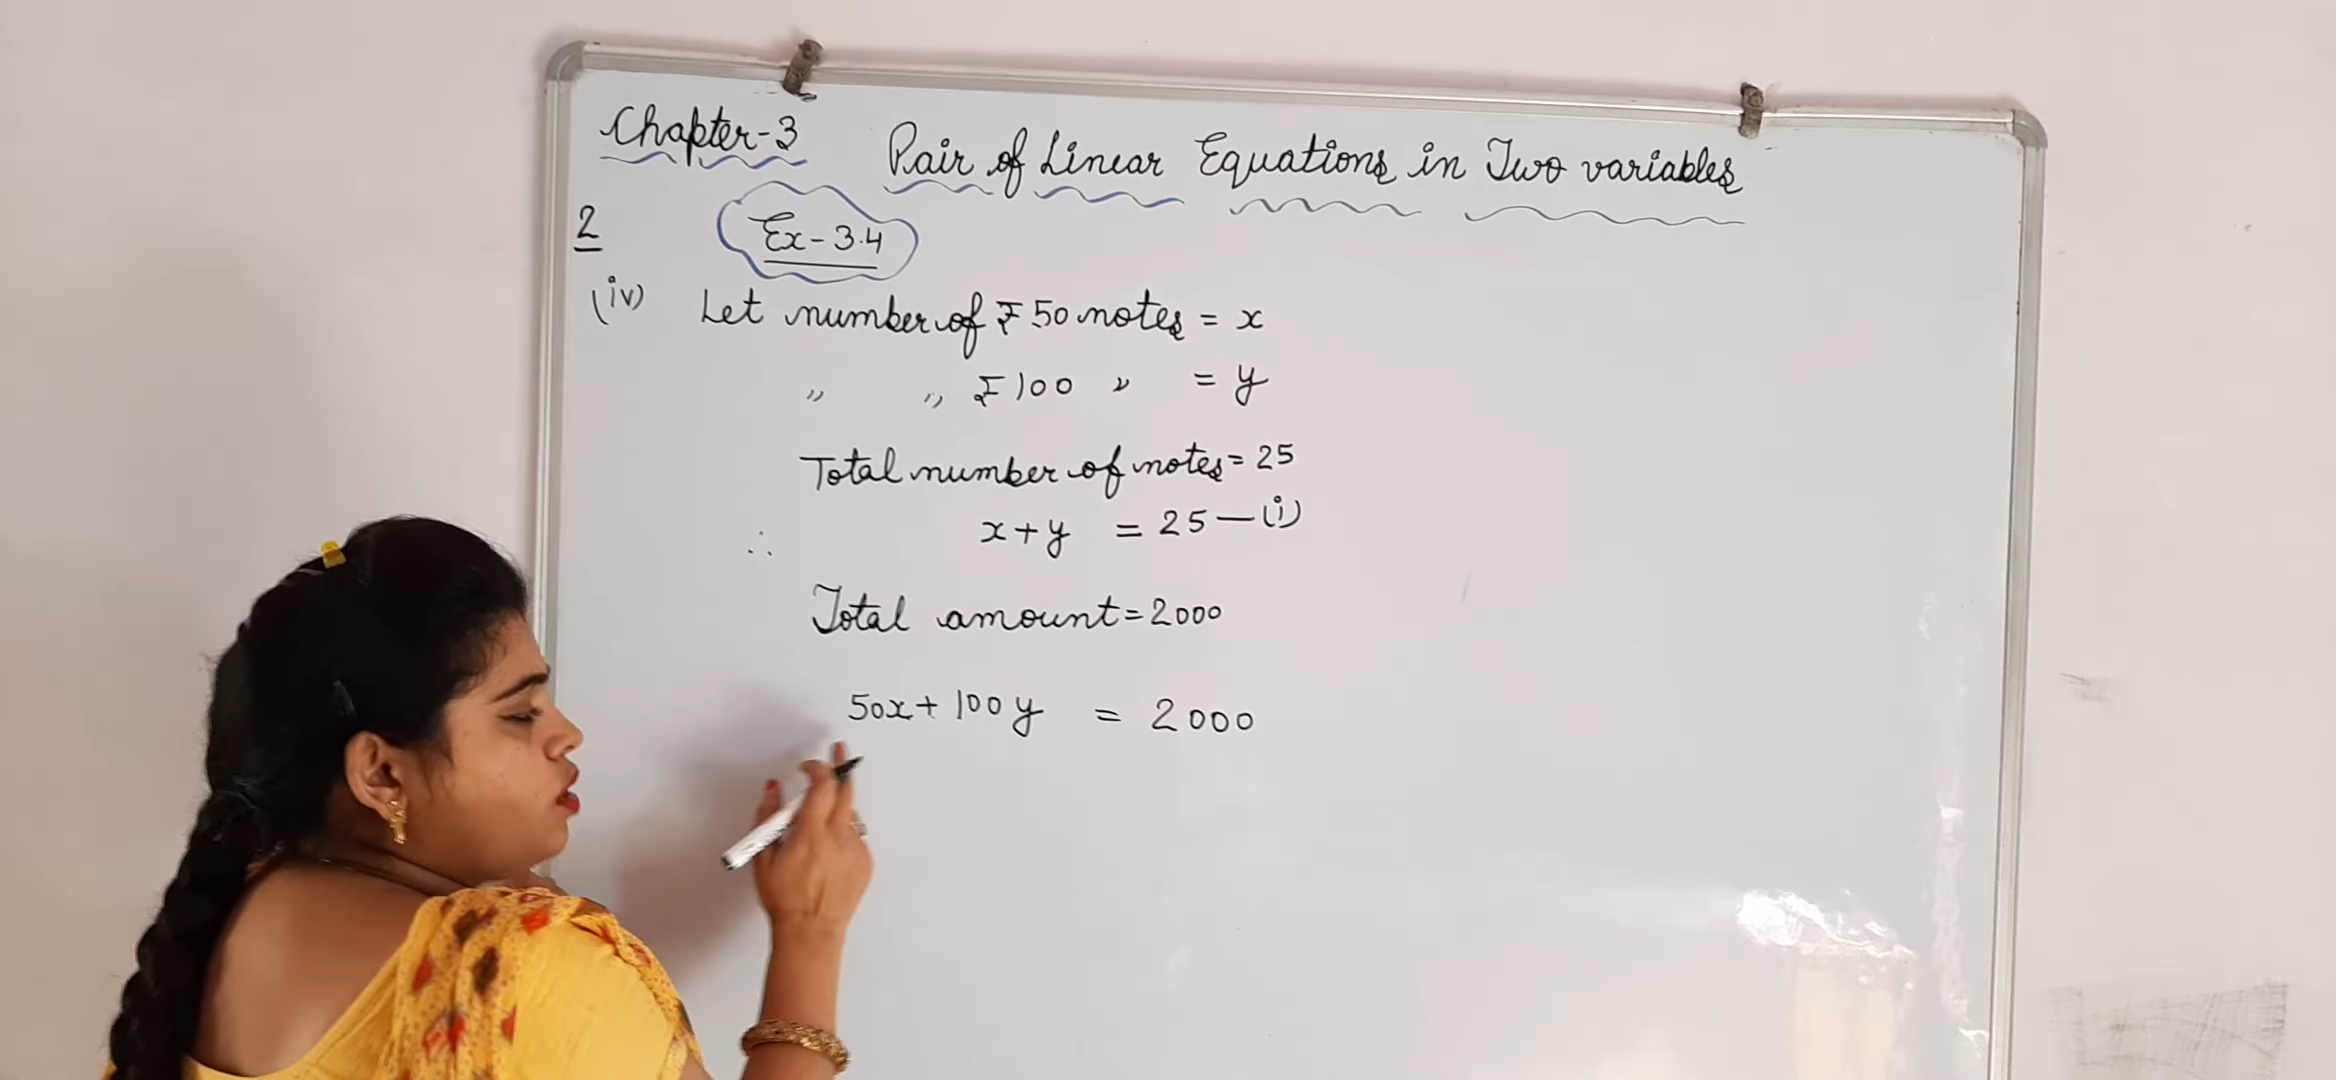 Chapter-3 Pair of Linear Equations in Two variables
2 Ex-3.4
(iv) Let number of ₹ 50 notes = x
" " ₹ 100 " = y
Total number of notes = 25
∴ x + y = 25 — (i)
Total amount = 2000
50x + 100y = 2000